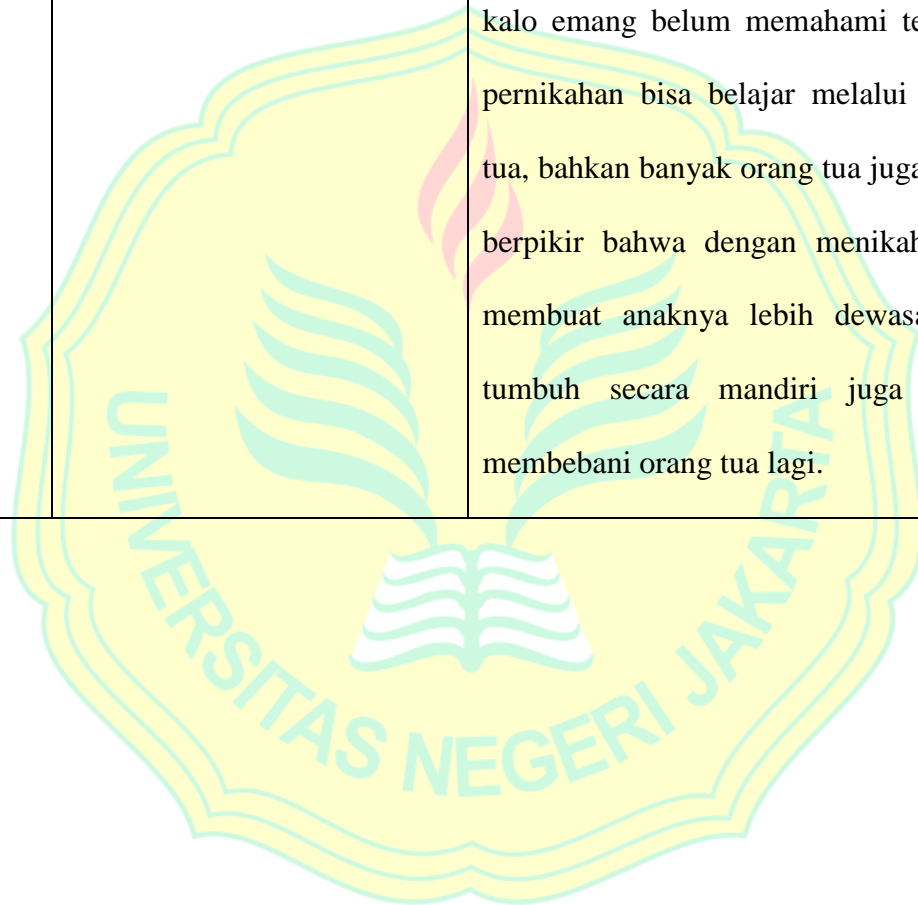 kalo emang belum memahami
pernikahan bisa belajar melalui
tua, bahkan banyak orang tua juga
berpikir bahwa dengan
membuat anaknya lebih
tumbuh secara mandiri juga
membebani orang tua lagi.
UNIVERSITAS NEGERI JAKARTA